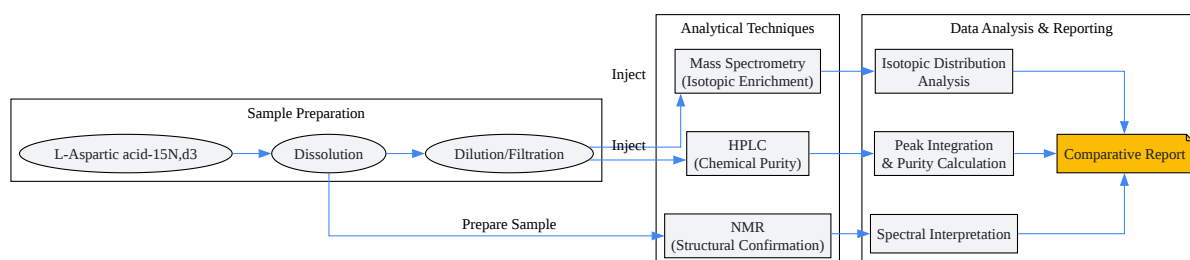 Analytical Techniques
Data Analysis & Reporting
Inject
Mass Spectrometry
(Isotopic Enrichment)
Isotopic Distribution
Analysis
Sample Preparation
L-Aspartic acid-15N,d3
Dissolution
Dilution/Filtration
Inject
HPLC
(Chemical Purity)
Peak Integration
& Purity Calculation
Comparative Report
Prepare Sample
NMR
(Structural Confirmation)
Spectral Interpretation